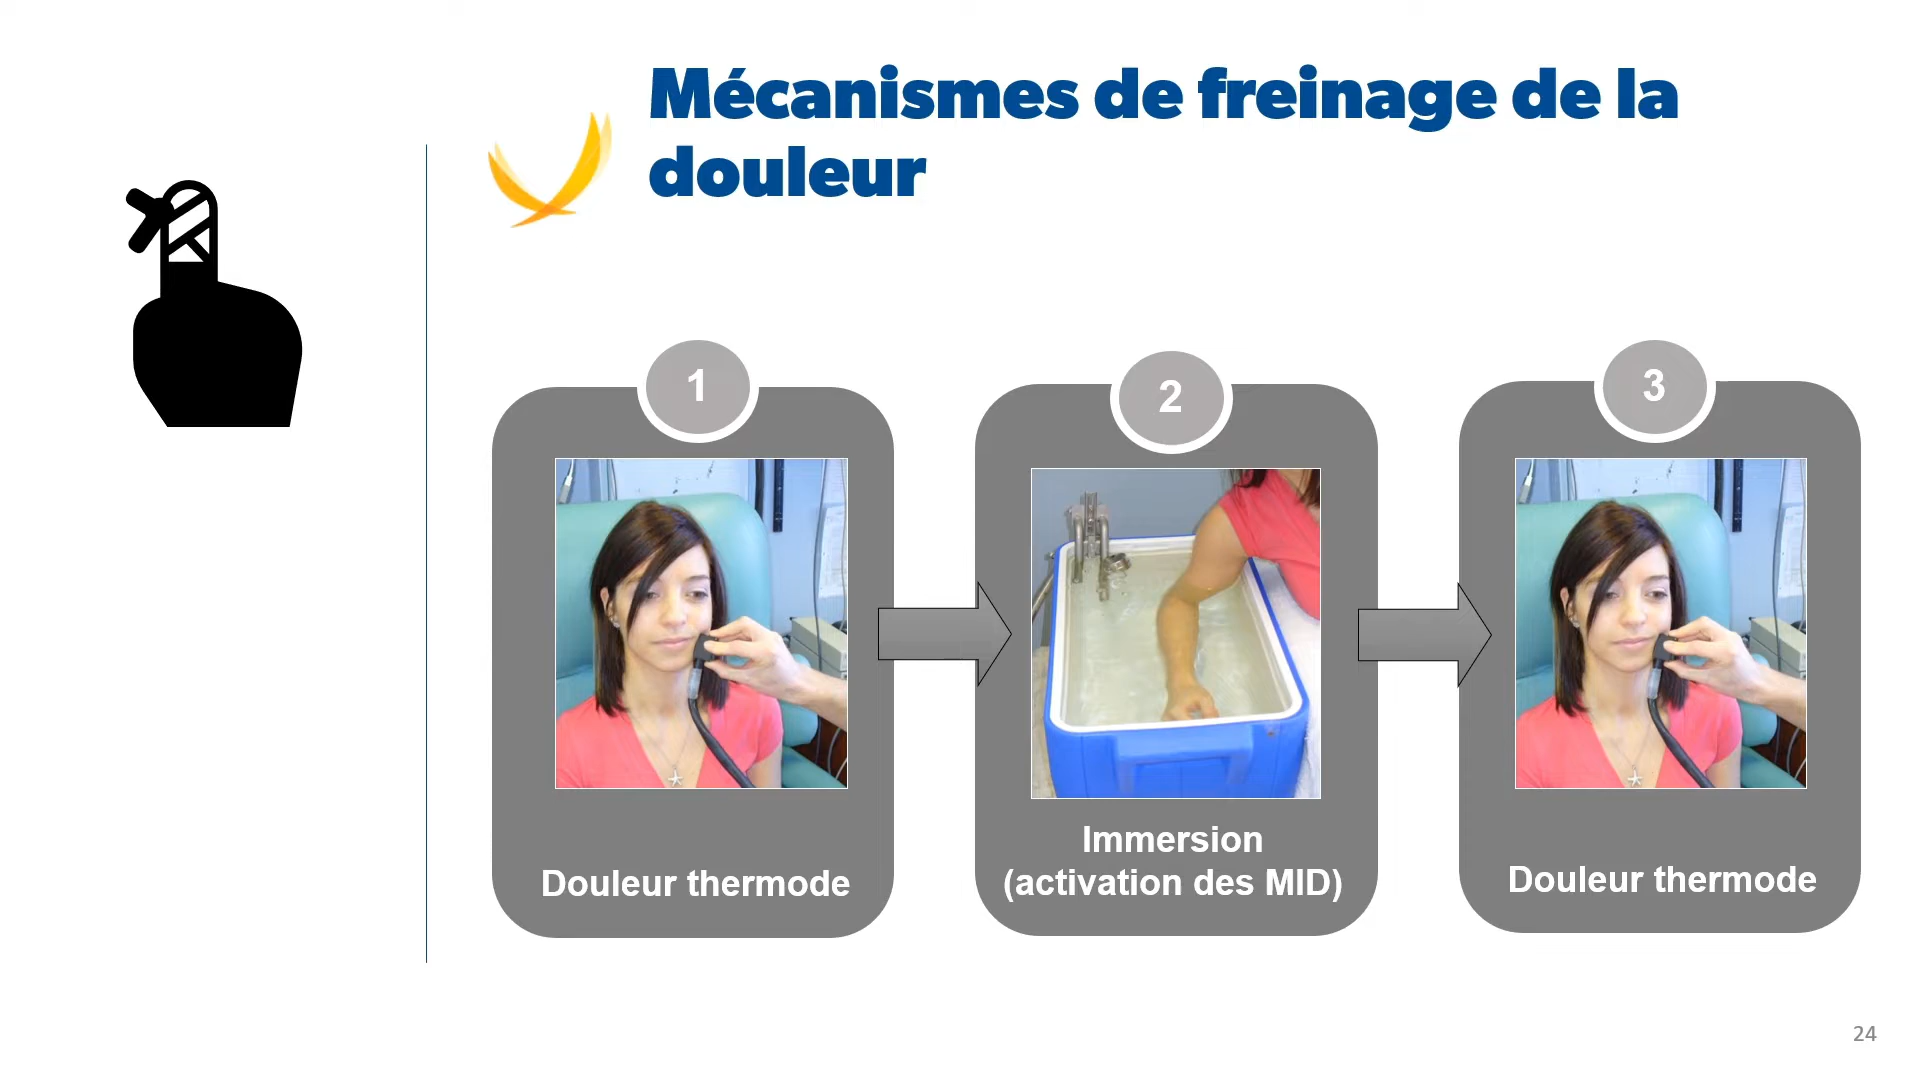 Mécanismes de freinage de la
douleur
1
2
3
Douleur thermode
Immersion
(activation des MID)
Douleur thermode
24